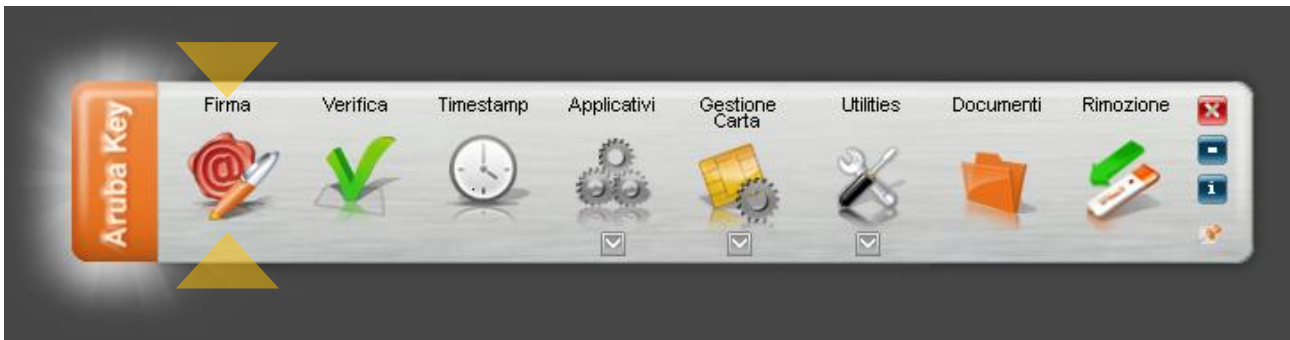 Aruba Key
Firma
Verifica
Timestamp
Applicativi
Gestione
Carta
Utilities
Documenti
Rimozione